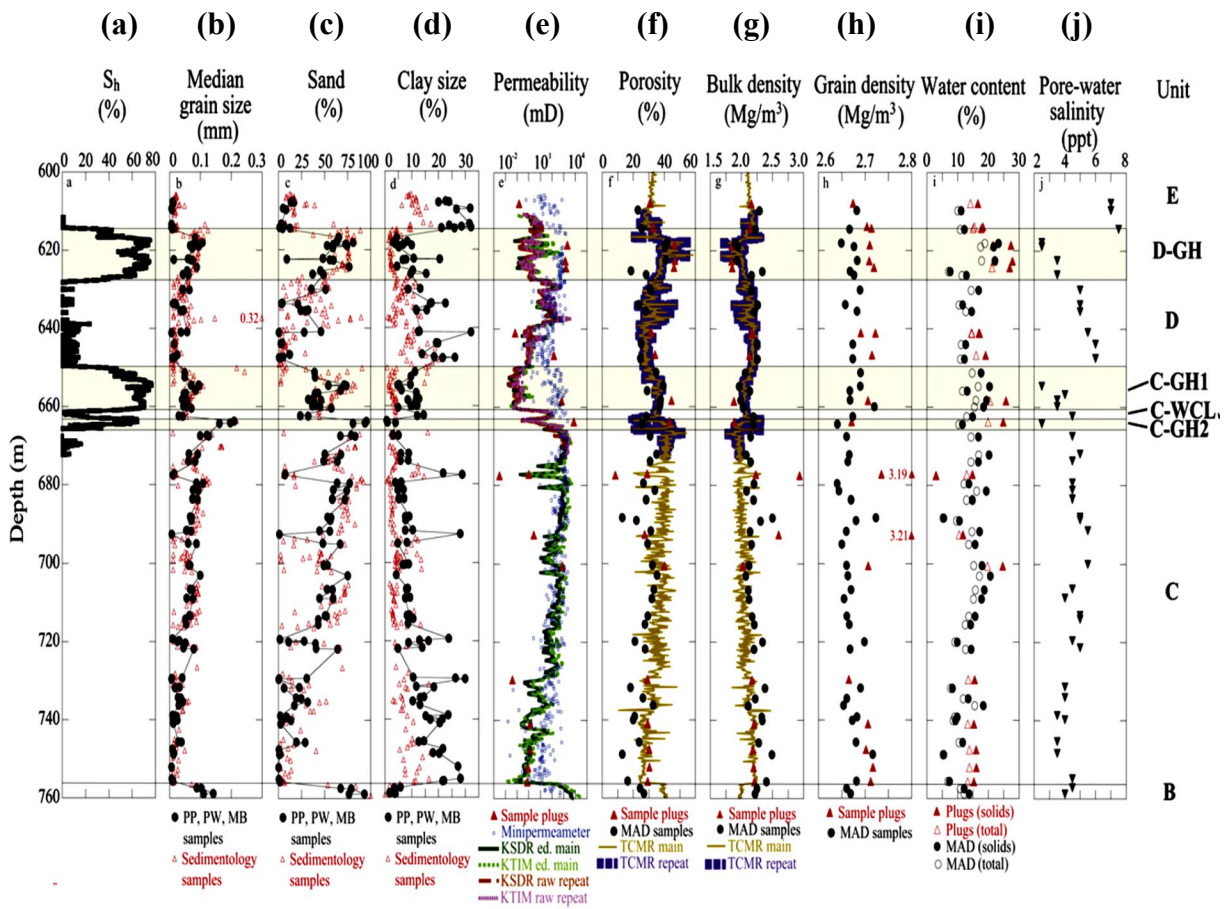 (a) (b) (c) (d) (e) (f) (g) (h) (i) (j)
Sh Median Sand Clay size Permeability Porosity Bulk density Grain density Water content Pore-water Unit
(%) grain size (%) (%) (mD) (%) (Mg/m³) (Mg/m³) (%) salinity
(mm) (ppt)
0 20 40 60 80 0 0.1 0.2 0.3 0 25 50 75 100 0 10 20 30 10⁻² 10¹ 10⁴ 0 20 40 60 1.5 2.0 2.5 3.0 2.6 2.7 2.8 0 10 20 30 2 4 6 8
600
a b c d e f g h i j
E
620
D-GH
0.32
D
640
C-GH1
660
C-WCL
C-GH2
3.19
680
3.21
700
C
720
740
B
760
Depth (m)
PP, PW, MB
samples
Sedimentology
samples
PP, PW, MB
samples
Sedimentology
samples
PP, PW, MB
samples
Sedimentology
samples
Sample plugs
Minipermeameter
KSDR ed. main
KTIM ed. main
KSDR raw repeat
KTIM raw repeat
Sample plugs
MAD samples
TCMR main
TCMR repeat
Sample plugs
MAD samples
TCMR main
TCMR repeat
Sample plugs
MAD samples
Plugs (solids)
Plugs (total)
MAD (solids)
MAD (total)